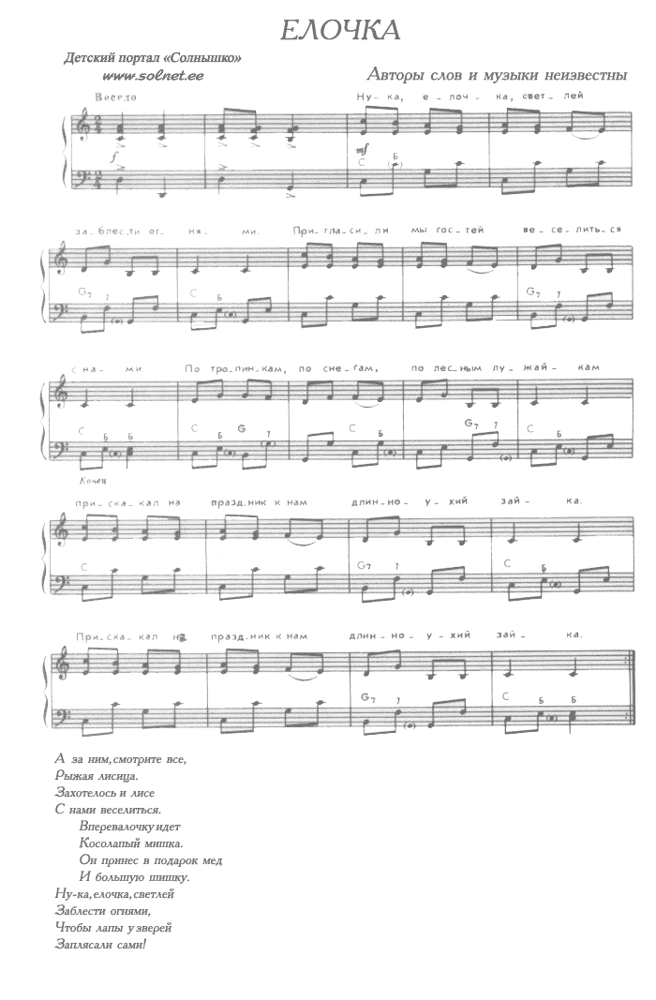 ЕЛОЧКА
Детский портал «Солнышко»
www.solnet.ee
Авторы слов и музыки неизвестны
Весело
Ну - ка, е - лоч - ка, свет - лей
f
mf
С Б
за - блес - ти ог - ня - ми. При - гла - си - ли мы гос - тей ве - се - лить - ся
G7 7 С Б G7 7
с на - ми. По тро - пин - кам, по сне - гам, по лес - ным лу - жай - кам
С Б Б С Б G 7 С Б G7 7 С Б
Конец
при - ска - кал на празд - ник к нам длин - но - у - хий зай - ка.
С G7 7 С Б Б
При - ска - кал на празд - ник к нам длин - но - у - хий зай - ка.
G7 7 С Б Б
А за ним, смотрите все,
Рыжая лисица.
Захотелось и лисе
С нами веселиться.
Вперевалочку идет
Косолапый мишка.
Он принес в подарок мед
И большую шишку.
Ну-ка, елочка, светлей
Заблести огнями,
Чтобы лапы у зверей
Заплясали сами!